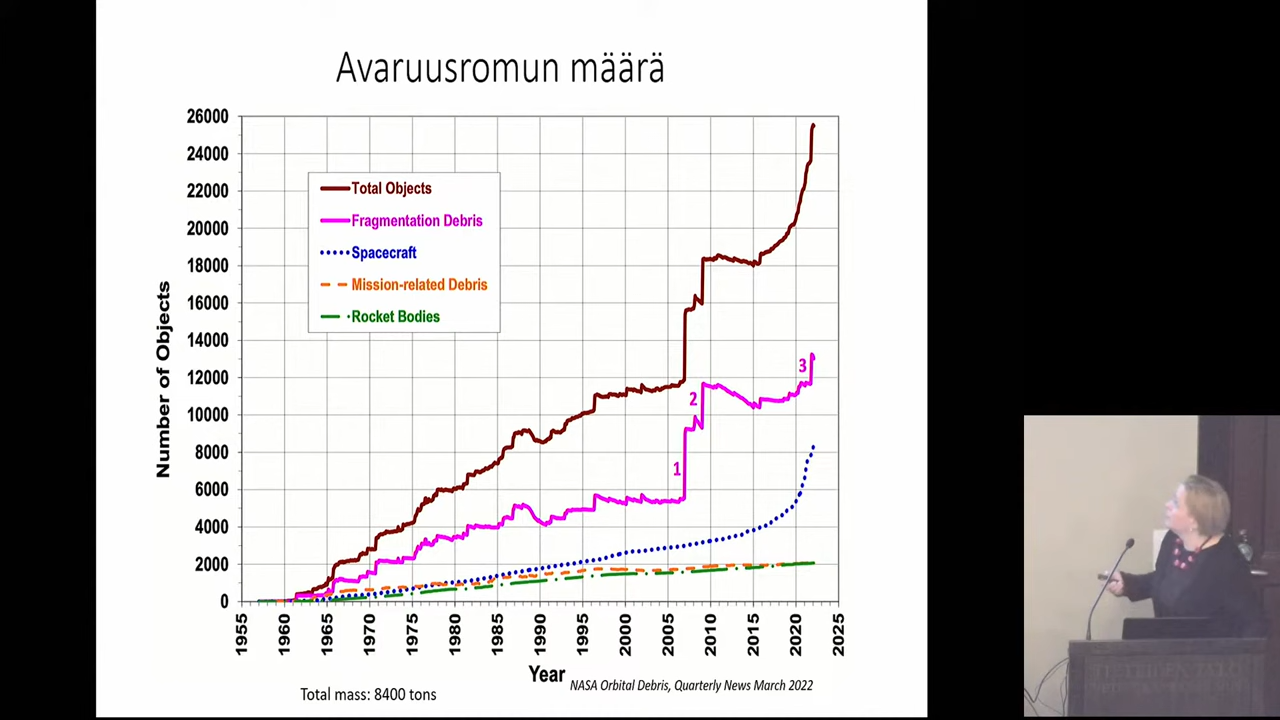 Avaruusromun määrä
26000
24000
22000
20000
18000
16000
14000
12000
10000
8000
6000
4000
2000
0
Number of Objects
Total Objects
Fragmentation Debris
Spacecraft
Mission-related Debris
Rocket Bodies
1
2
3
1955 1960 1965 1970 1975 1980 1985 1990 1995 2000 2005 2010 2015 2020 2025
Year
NASA Orbital Debris, Quarterly News March 2022
Total mass: 8400 tons